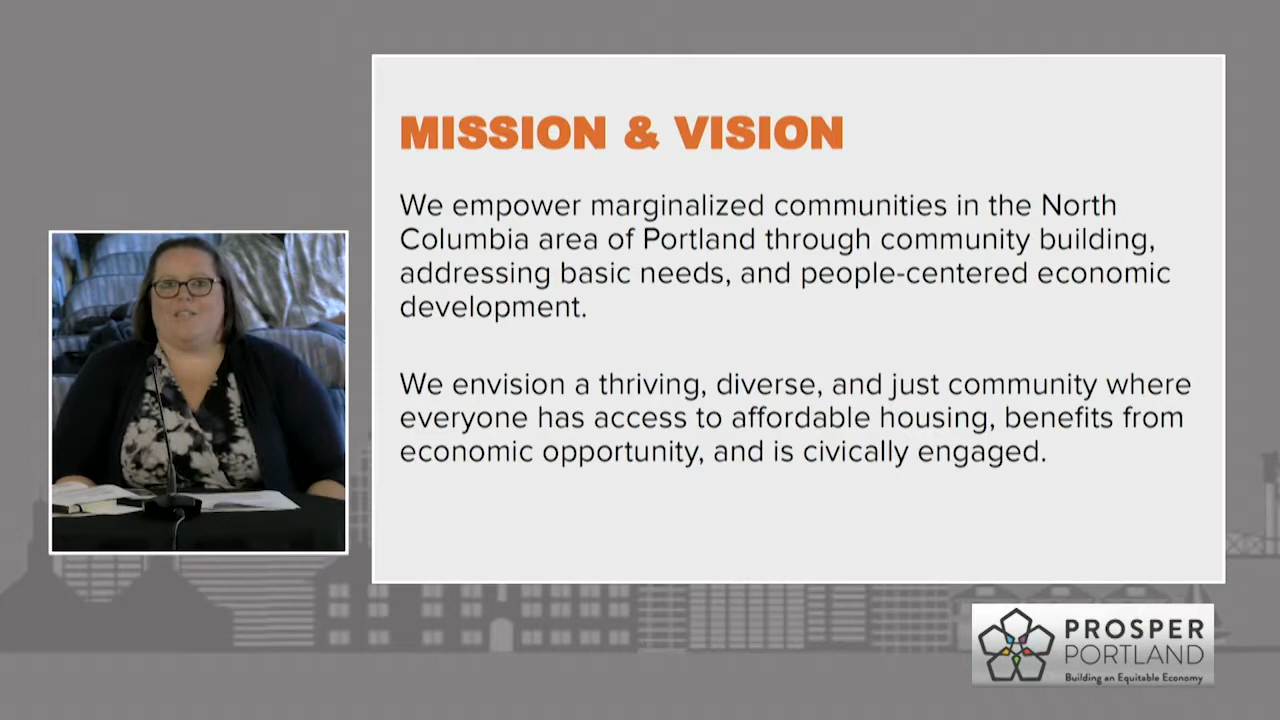 MISSION & VISION
We empower marginalized communities in the North
Columbia area of Portland through community building,
addressing basic needs, and people-centered economic
development.
We envision a thriving, diverse, and just community where
everyone has access to affordable housing, benefits from
economic opportunity, and is civically engaged.
PROSPER
PORTLAND
Building an Equitable Economy